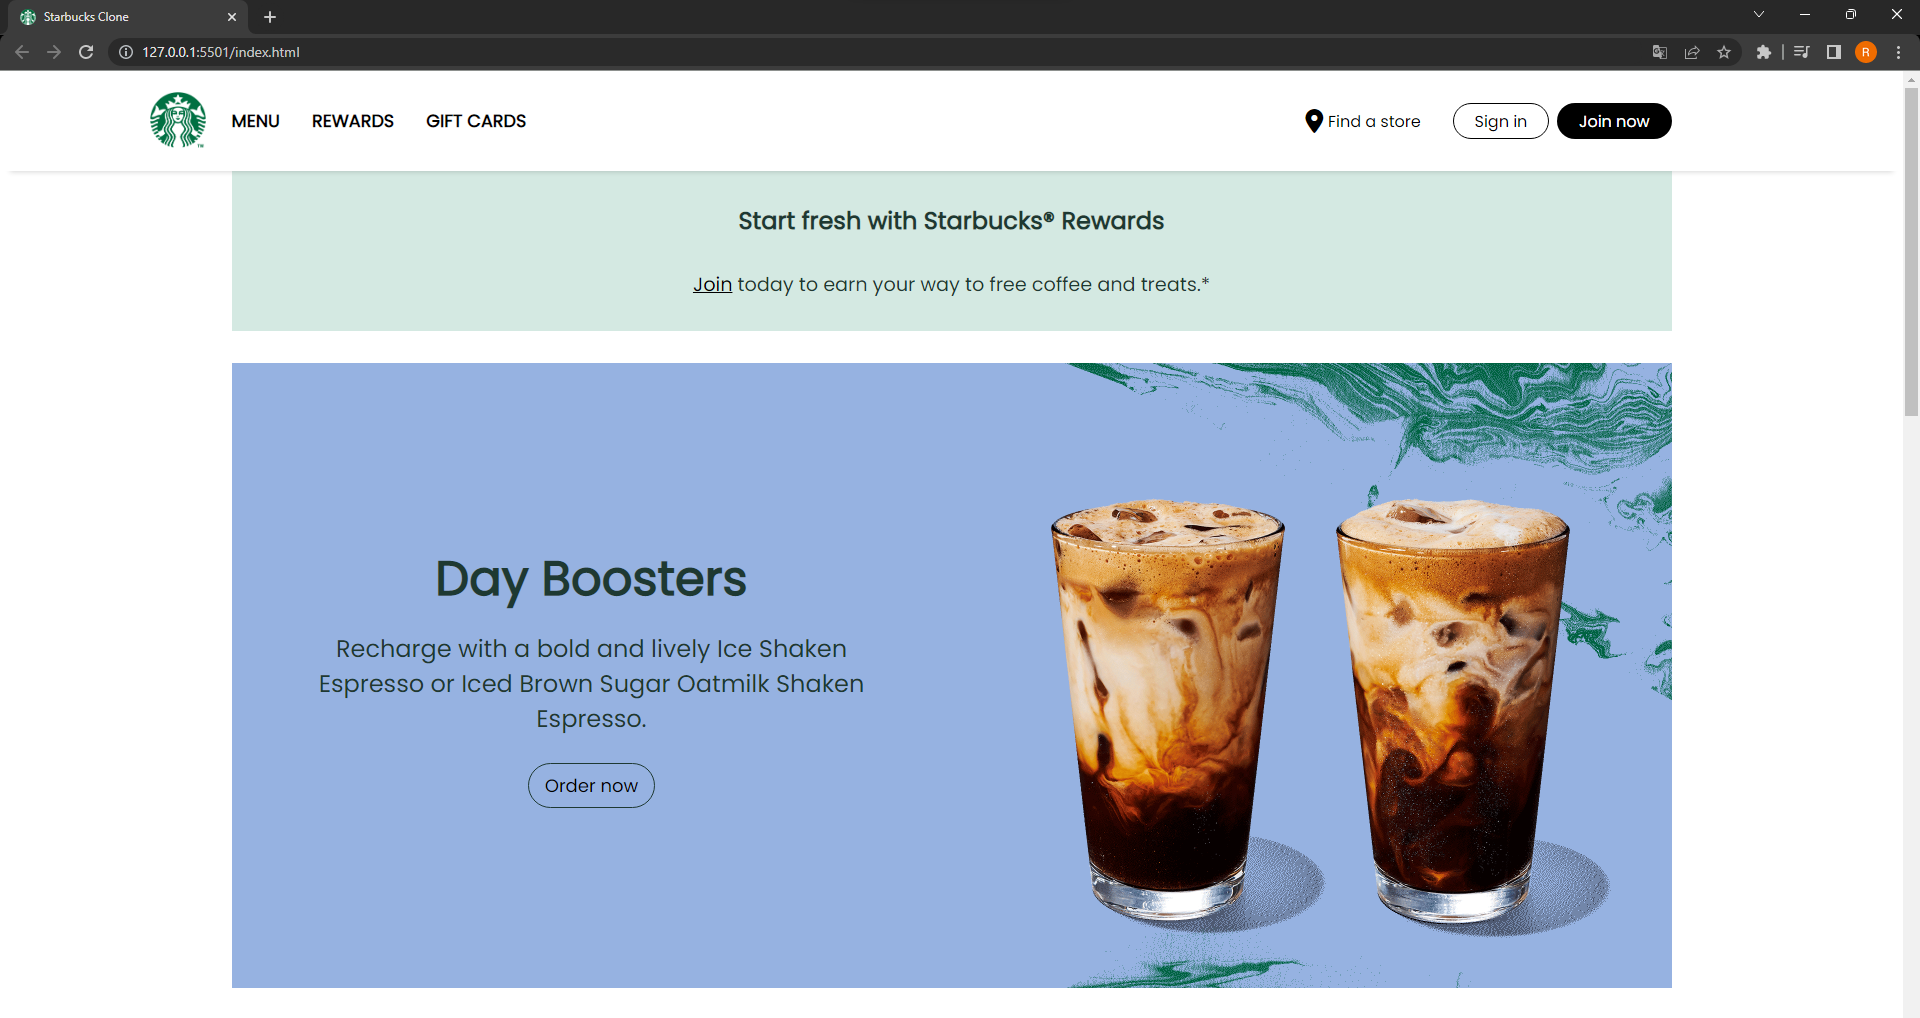 Starbucks Clone
127.0.0.1:5501/index.html
R
MENU REWARDS GIFT CARDS Find a store Sign in Join now
TM
Start fresh with Starbucks® Rewards
Join today to earn your way to free coffee and treats.*
Day Boosters
Recharge with a bold and lively Ice Shaken
Espresso or Iced Brown Sugar Oatmilk Shaken
Espresso.
Order now